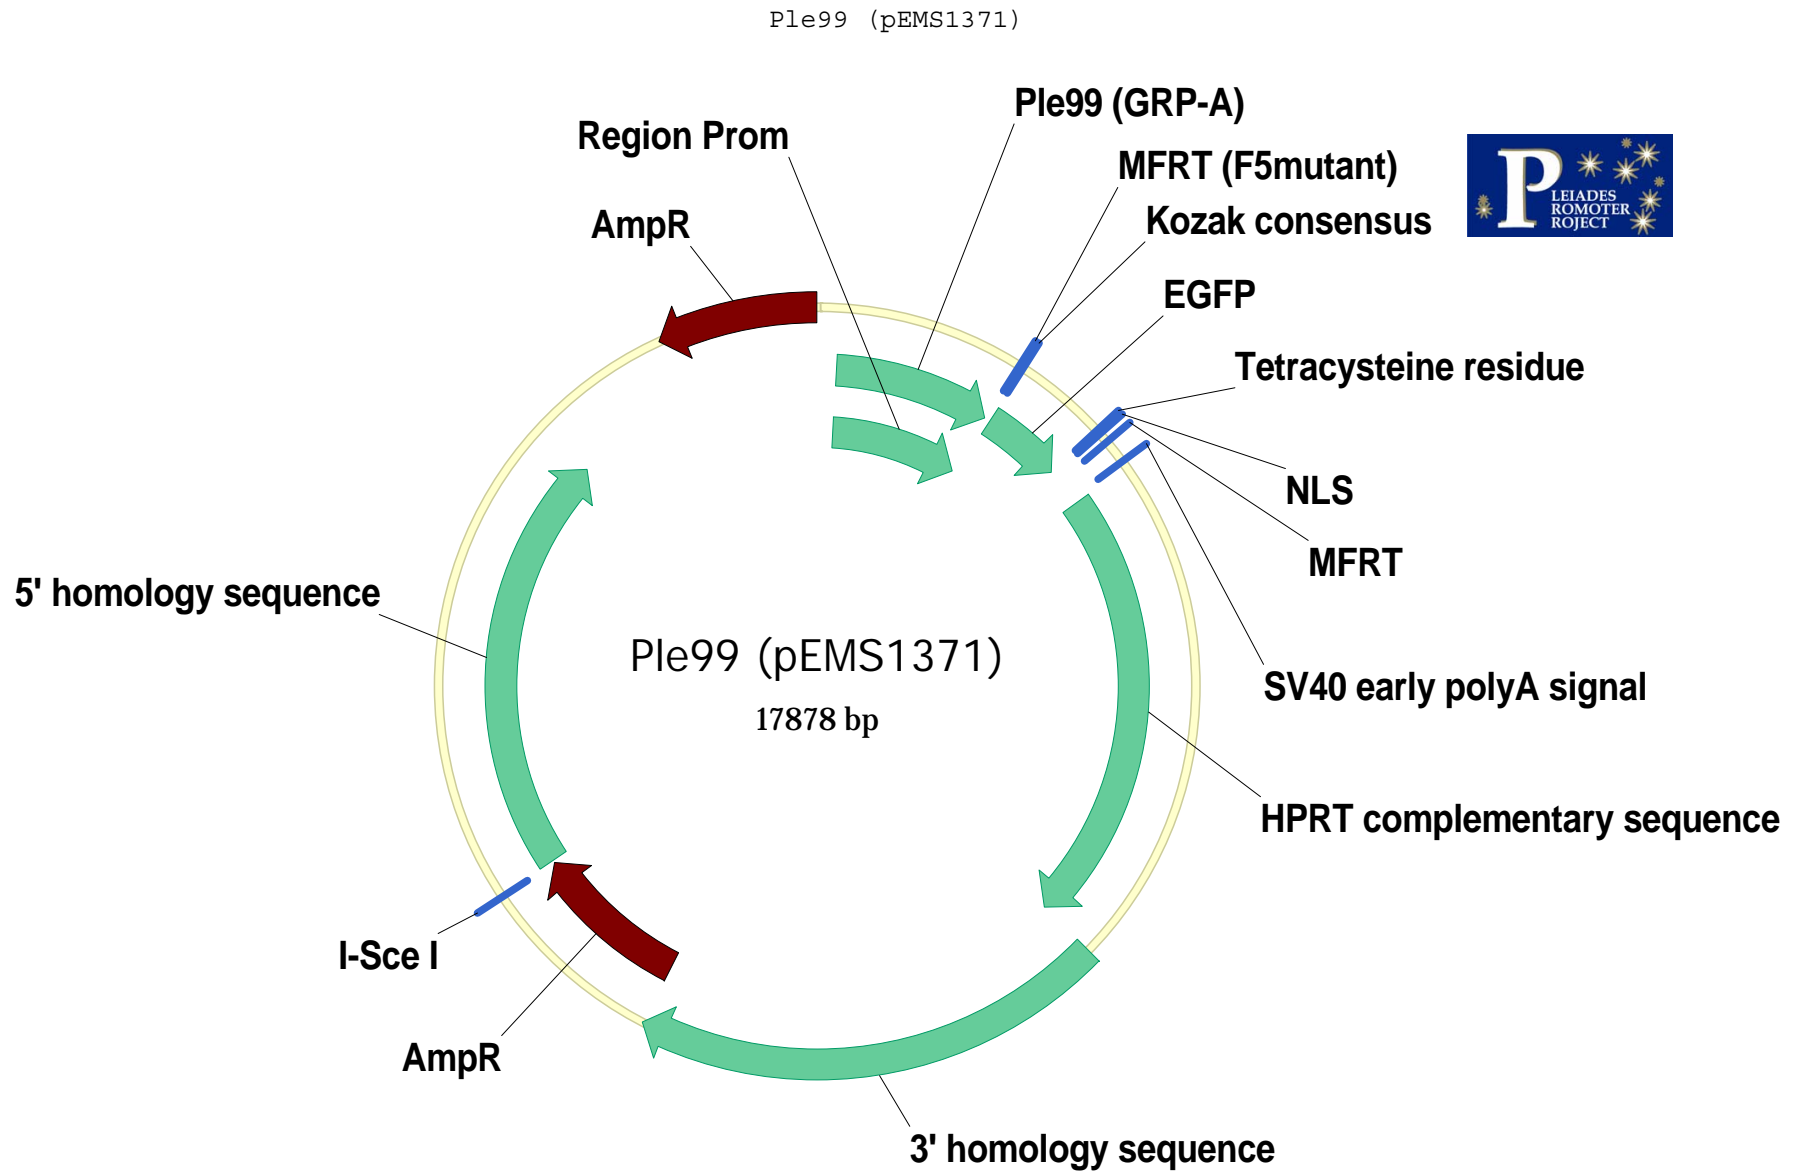 Ple99 (pEMS1371)
Ple99 (GRP-A)
Region Prom
MFRT (F5mutant)
Kozak consensus
P
LEIADES
ROMOTER
ROJECT
AmpR
EGFP
Tetracysteine residue
NLS
MFRT
5' homology sequence
Ple99 (pEMS1371)
17878 bp
SV40 early polyA signal
HPRT complementary sequence
I-Sce I
AmpR
3' homology sequence